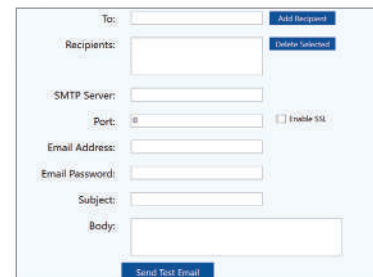 To: Add Recipient
Recipients: Delete Selected
SMTP Server:
Port: 0 Enable SSL
Email Address:
Email Password:
Subject:
Body:
Send Test Email